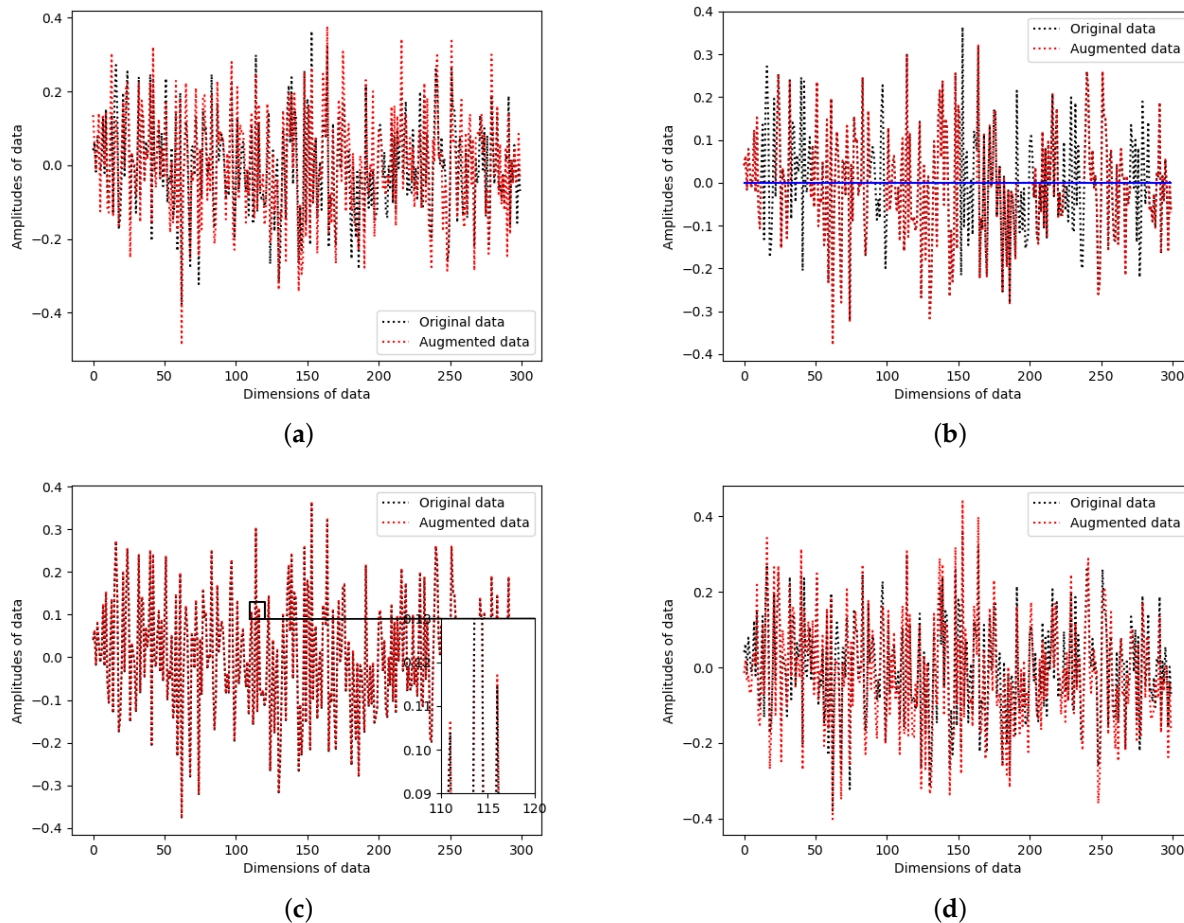 0.4
0.2
0.0
−0.2
−0.4
Amplitudes of data
Original data
Augmented data
0 50 100 150 200 250 300
Dimensions of data
(a)
0.4
0.3
0.2
0.1
0.0
−0.1
−0.2
−0.3
−0.4
Amplitudes of data
Original data
Augmented data
0 50 100 150 200 250 300
Dimensions of data
(b)
0.4
0.3
0.2
0.1
0.0
−0.1
−0.2
−0.3
−0.4
Amplitudes of data
Original data
Augmented data
0.13
0.12
0.11
0.10
0.09
110 115 120
0 50 100 150 200 250 300
Dimensions of data
(c)
0.4
0.2
0.0
−0.2
−0.4
Amplitudes of data
Original data
Augmented data
0 50 100 150 200 250 300
Dimensions of data
(d)